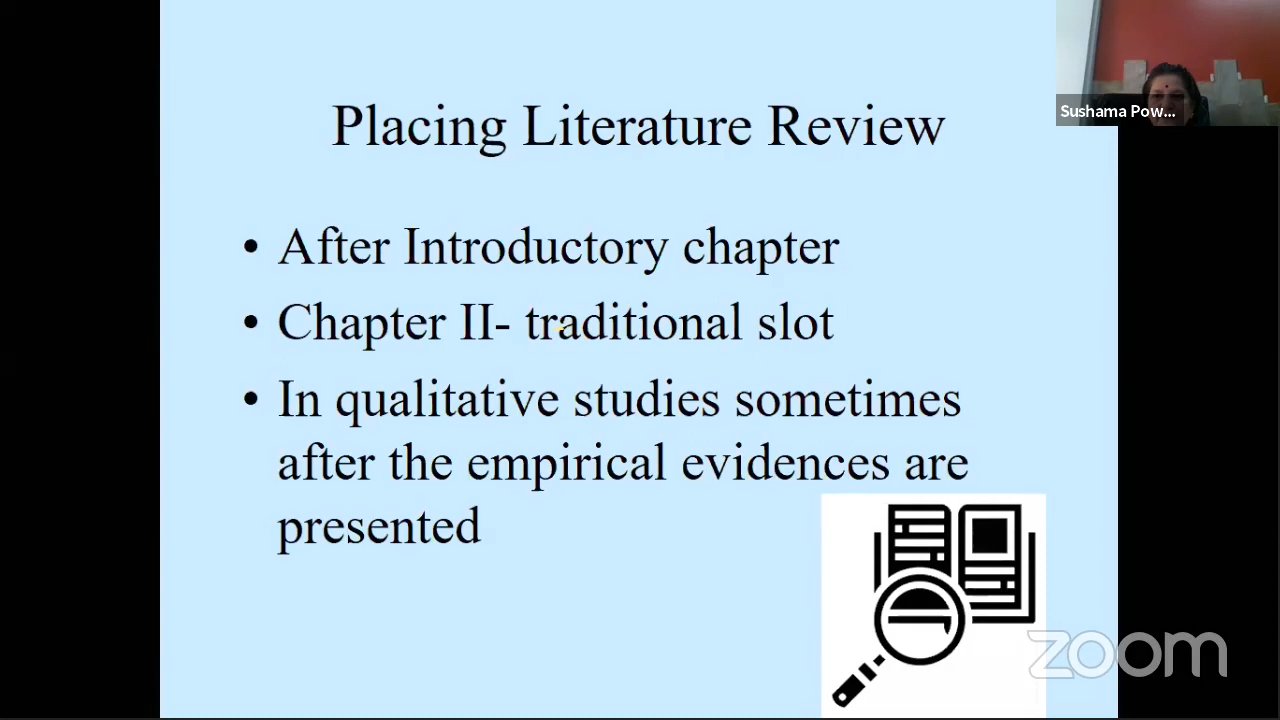 Placing Literature Review
Sushama Pow...
• After Introductory chapter
• Chapter II- traditional slot
• In qualitative studies sometimes
after the empirical evidences are
presented
zoom